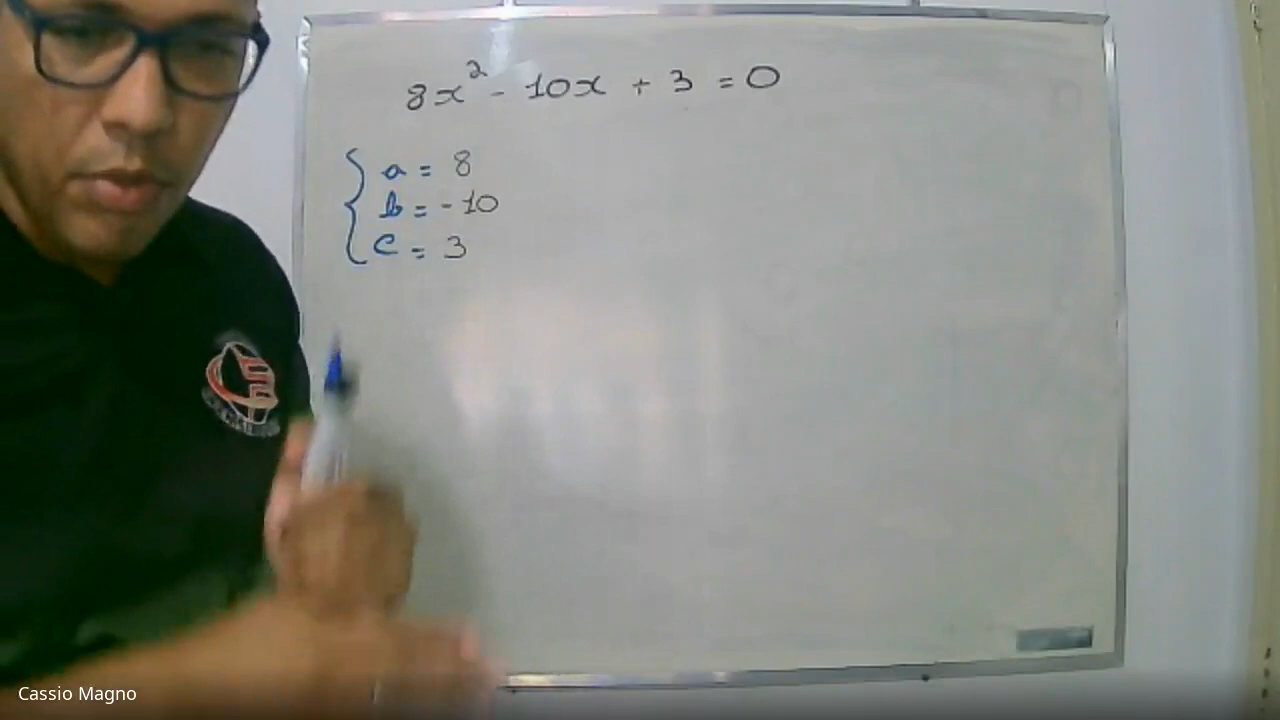 8x² - 10x + 3 = 0
a = 8
b = -10
c = 3
Cassio Magno